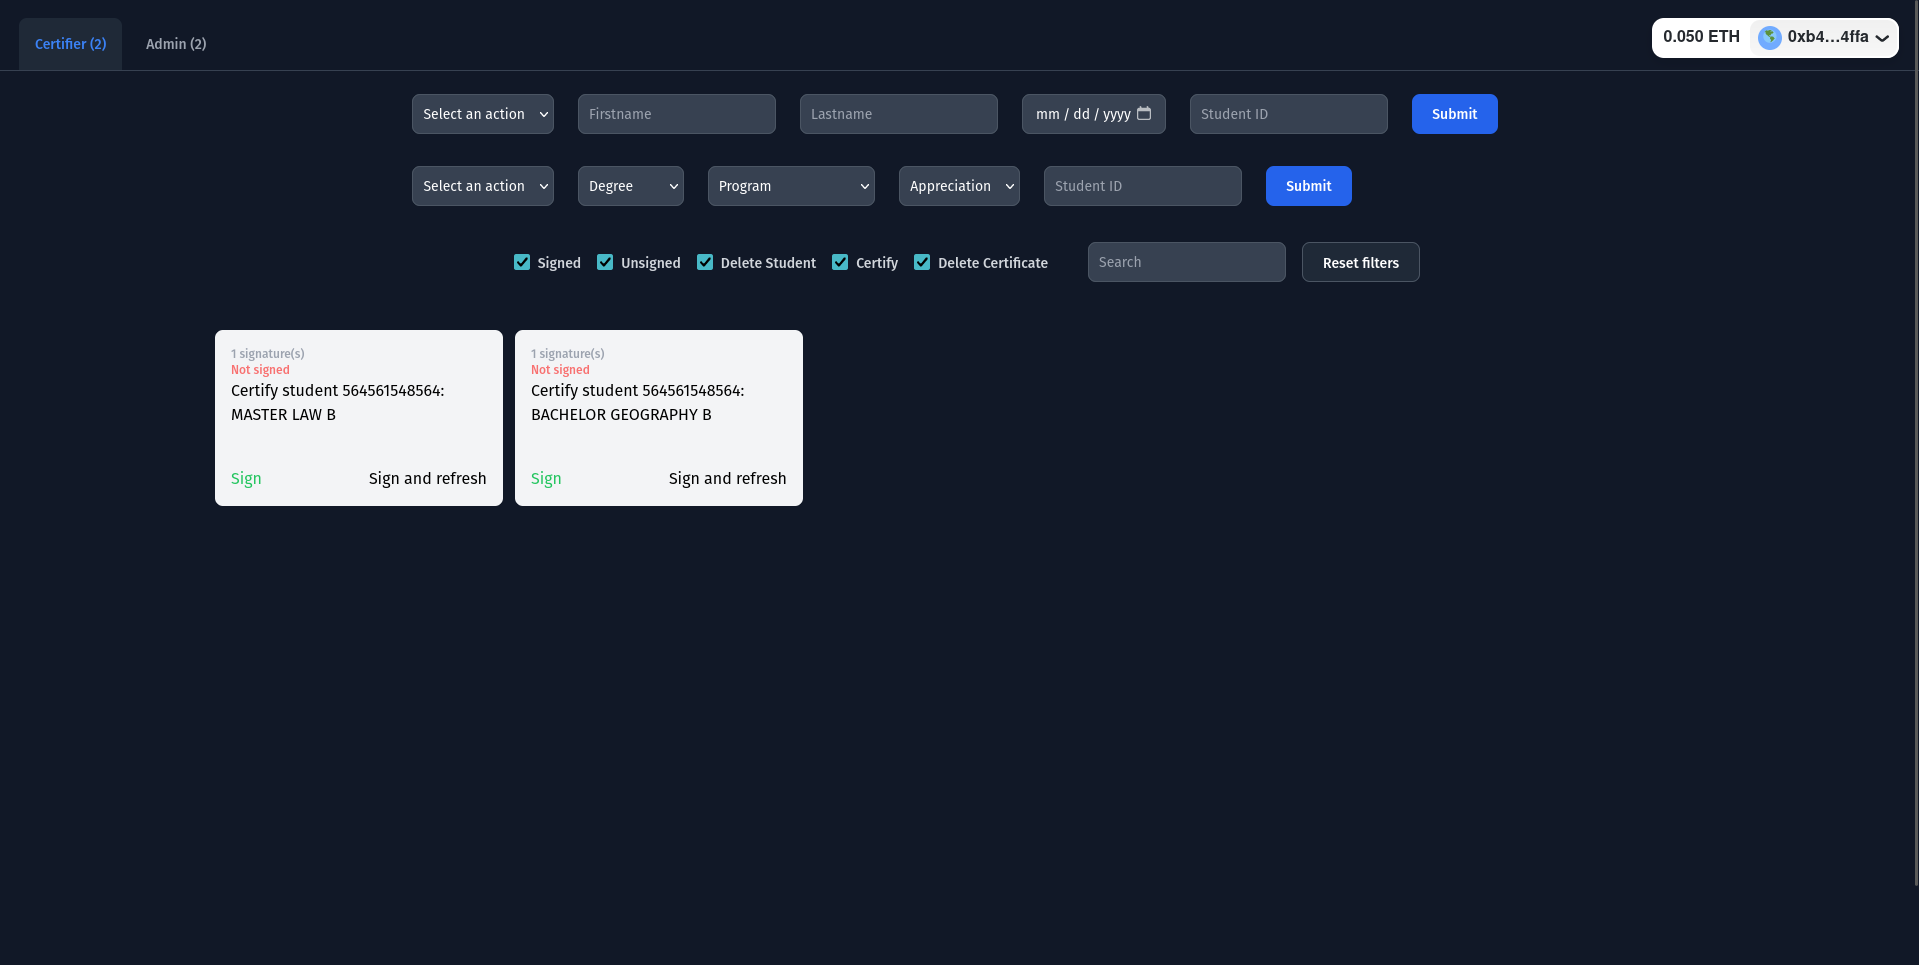 Certifier (2) Admin (2) 0.050 ETH 0xb4...4ffa
Select an action Firstname Lastname mm / dd / yyyy Student ID Submit
Select an action Degree Program Appreciation Student ID Submit
Signed Unsigned Delete Student Certify Delete Certificate Search Reset filters
1 signature(s)
Not signed
Certify student 564561548564:
MASTER LAW B
Sign Sign and refresh
1 signature(s)
Not signed
Certify student 564561548564:
BACHELOR GEOGRAPHY B
Sign Sign and refresh